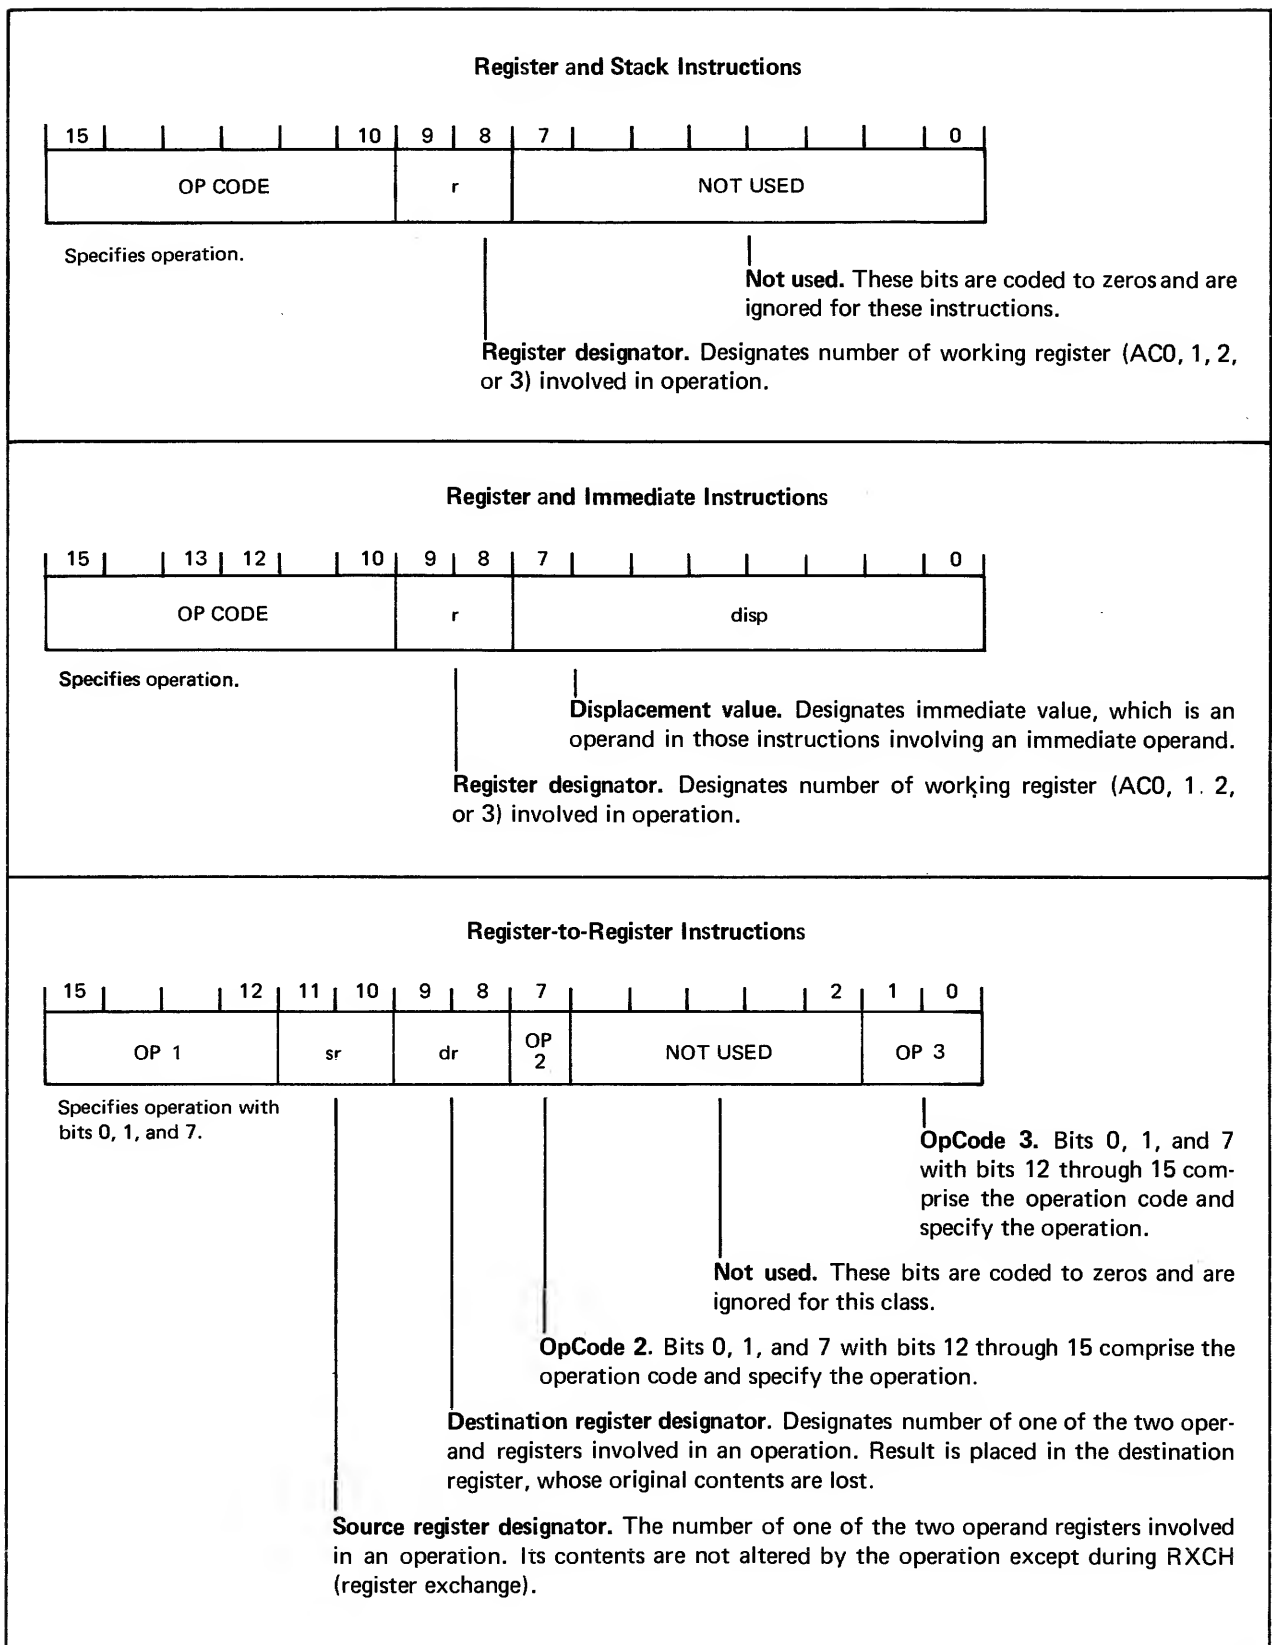 Register and Stack Instructions
15 10 9 8 7 0
OP CODE r NOT USED
Specifies operation.
Not used. These bits are coded to zeros and are
ignored for these instructions.
Register designator. Designates number of working register (AC0, 1, 2,
or 3) involved in operation.
Register and Immediate Instructions
15 13 12 10 9 8 7 0
OP CODE r disp
Specifies operation.
Displacement value. Designates immediate value, which is an
operand in those instructions involving an immediate operand.
Register designator. Designates number of working register (AC0, 1. 2,
or 3) involved in operation.
Register-to-Register Instructions
15 12 11 10 9 8 7 2 1 0
OP 1 sr dr OP 2 NOT USED OP 3
Specifies operation with
bits 0, 1, and 7.
OpCode 3. Bits 0, 1, and 7
with bits 12 through 15 com-
prise the operation code and
specify the operation.
Not used. These bits are coded to zeros and are
ignored for this class.
OpCode 2. Bits 0, 1, and 7 with bits 12 through 15 comprise the
operation code and specify the operation.
Destination register designator. Designates number of one of the two oper-
and registers involved in an operation. Result is placed in the destination
register, whose original contents are lost.
Source register designator. The number of one of the two operand registers involved
in an operation. Its contents are not altered by the operation except during RXCH
(register exchange).